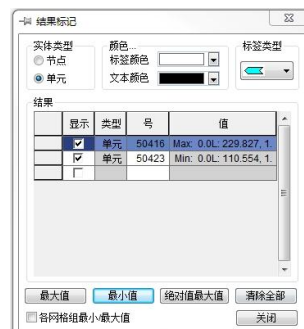 结果标记
实体类型 颜色... 标签类型
节点 标签颜色
单元 文本颜色
结果
显示 类型 号 值
单元 50416 Max: 0.0L: 229.827, 1.
单元 50423 Min: 0.0L: 110.554, 1.
最大值 最小值 绝对值最大值 清除全部
各网格组最小/最大值 关闭